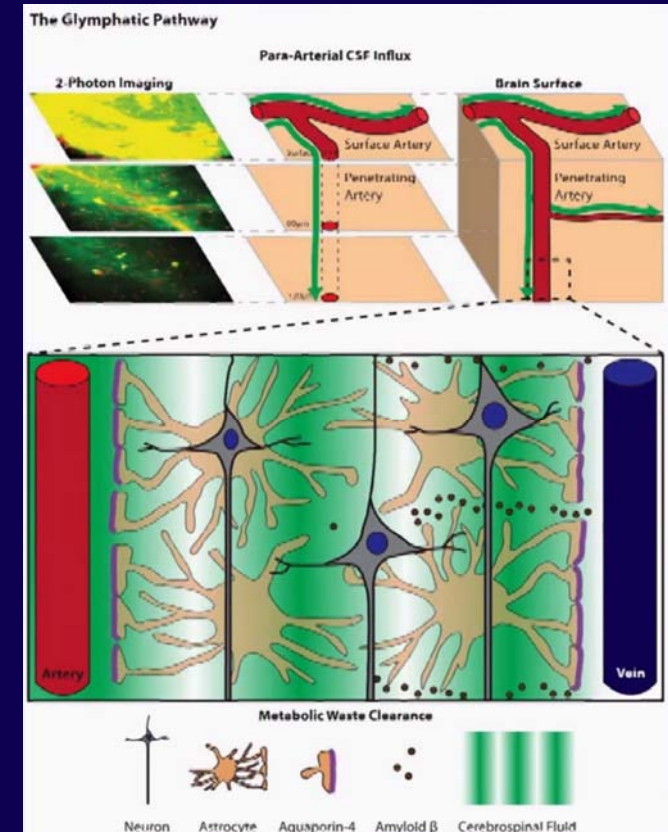 The Glymphatic Pathway
Para-Arterial CSF Influx
2-Photon Imaging
Brain Surface
Surface Artery
Surface Artery
Penetrating
Artery
Penetrating
Artery
Artery
Vein
Metabolic Waste Clearance
Neuron Astrocyte Aquaporin-4 Amyloid β Cerebrospinal Fluid